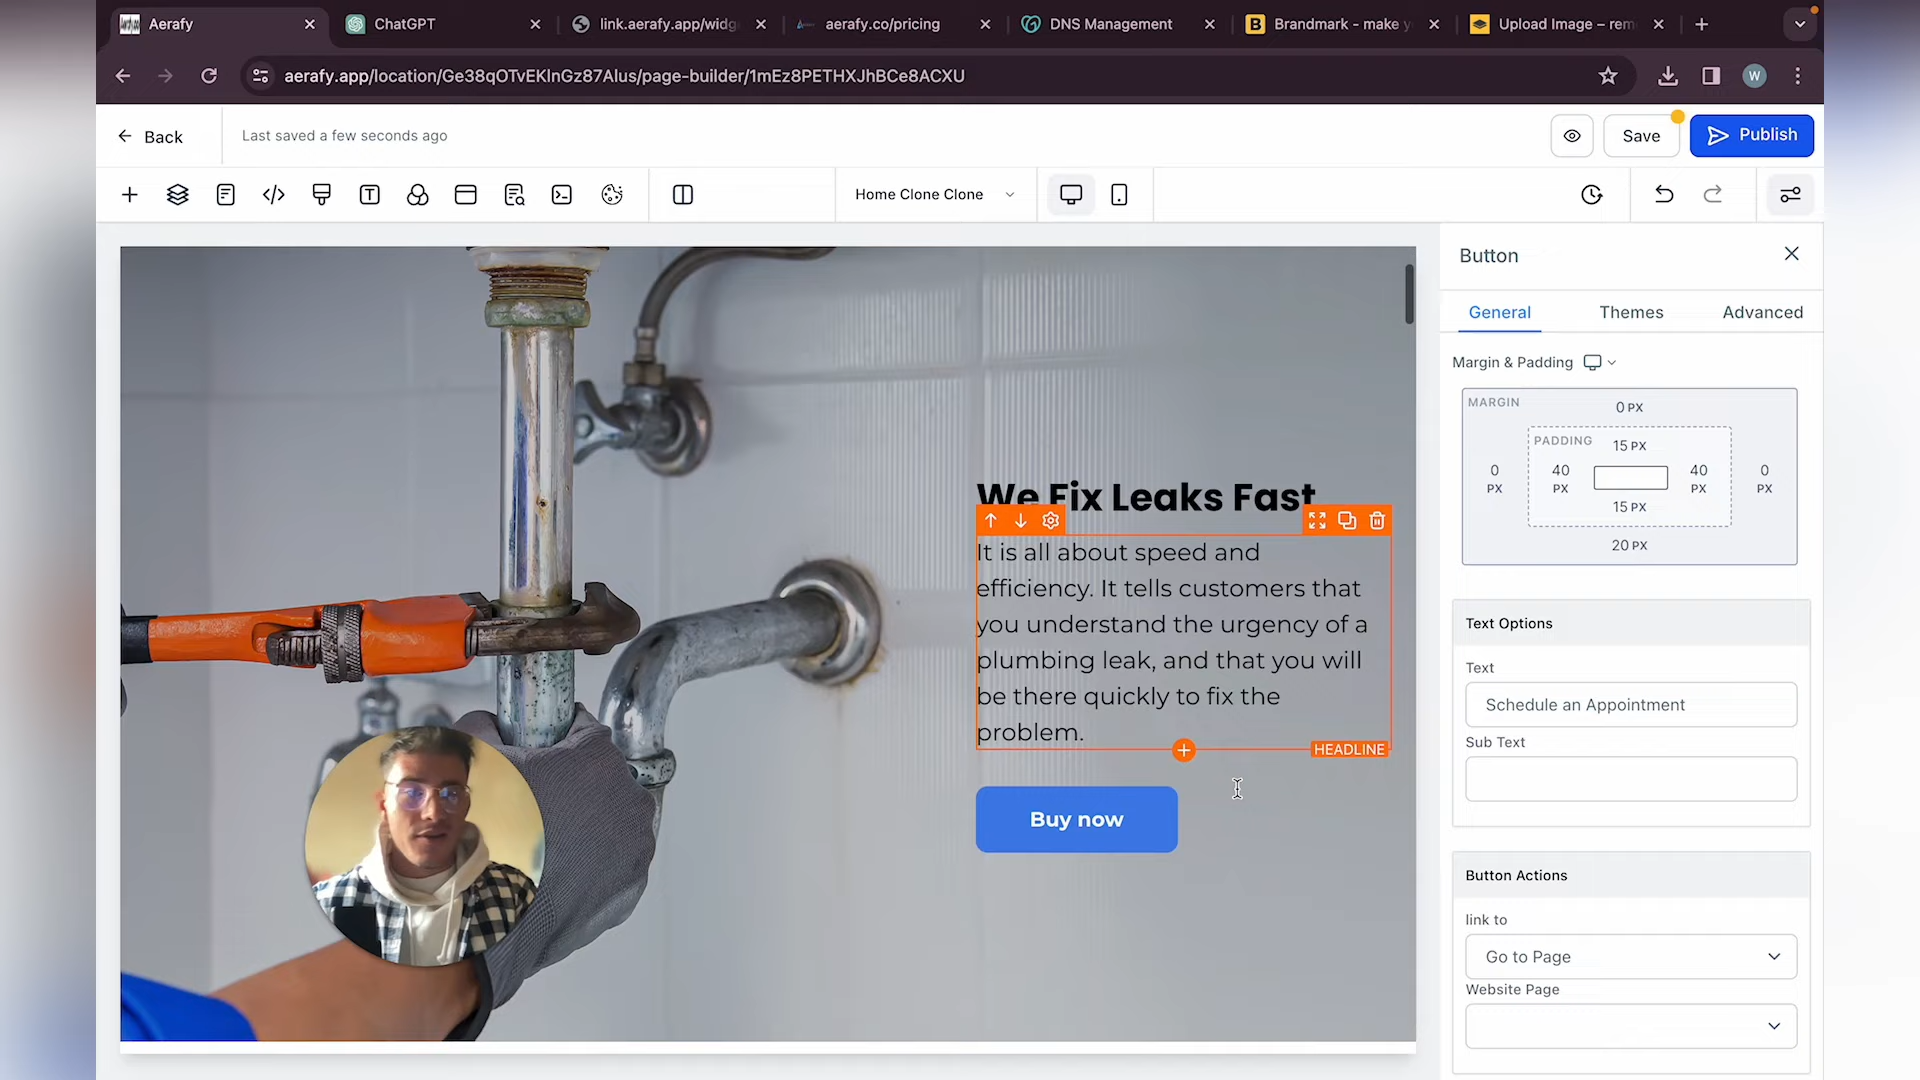 Aerafy
ChatGPT
link.aerafy.app/widg
aerafy.co/pricing
DNS Management
Brandmark - make y
Upload Image – rem
aerafy.app/location/Ge38qOTvEKlnGz87Alus/page-builder/1mEz8PETHXJhBCe8ACXU
W
Back
Last saved a few seconds ago
Save
Publish
Home Clone Clone
Button
General
Themes
Advanced
Margin & Padding
MARGIN
0 PX
PADDING
15 PX
0 PX
40 PX
40 PX
0 PX
15 PX
20 PX
We Fix Leaks Fast
It is all about speed and
efficiency. It tells customers that
you understand the urgency of a
plumbing leak, and that you will
be there quickly to fix the
problem.
HEADLINE
Buy now
Text Options
Text
Schedule an Appointment
Sub Text
Button Actions
link to
Go to Page
Website Page